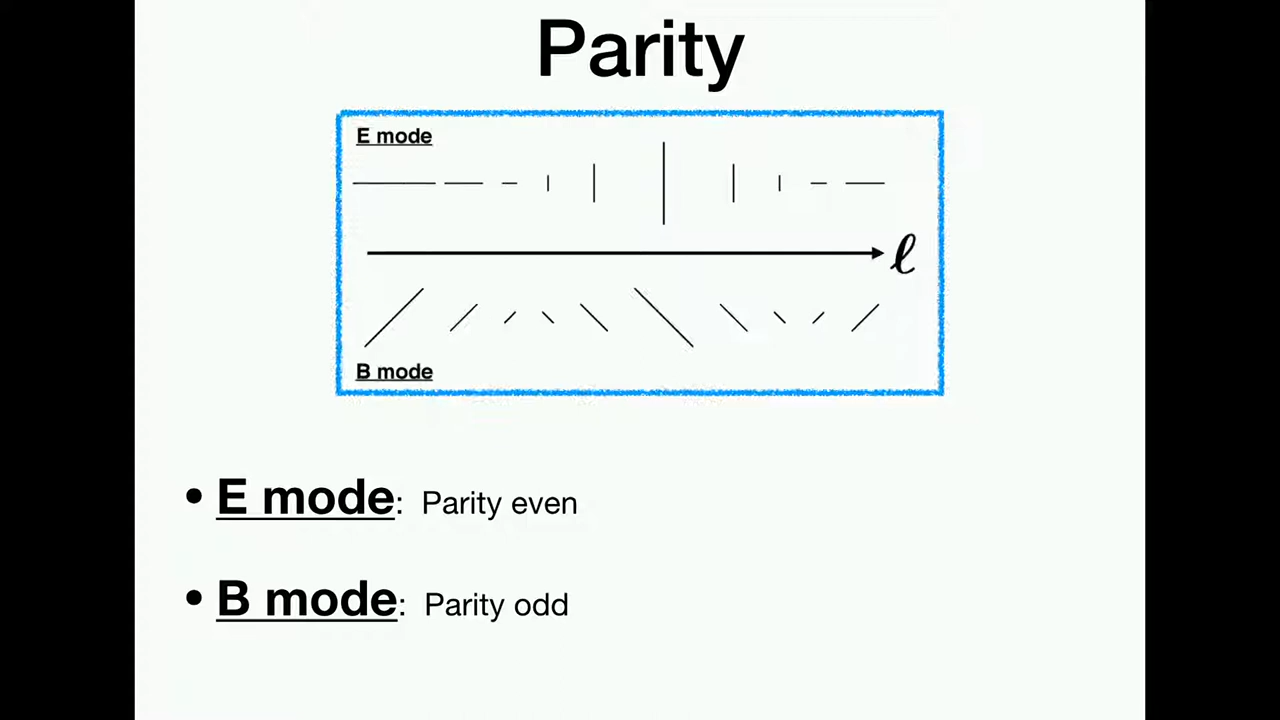 Parity
E mode
ℓ
B mode
• E mode: Parity even
• B mode: Parity odd